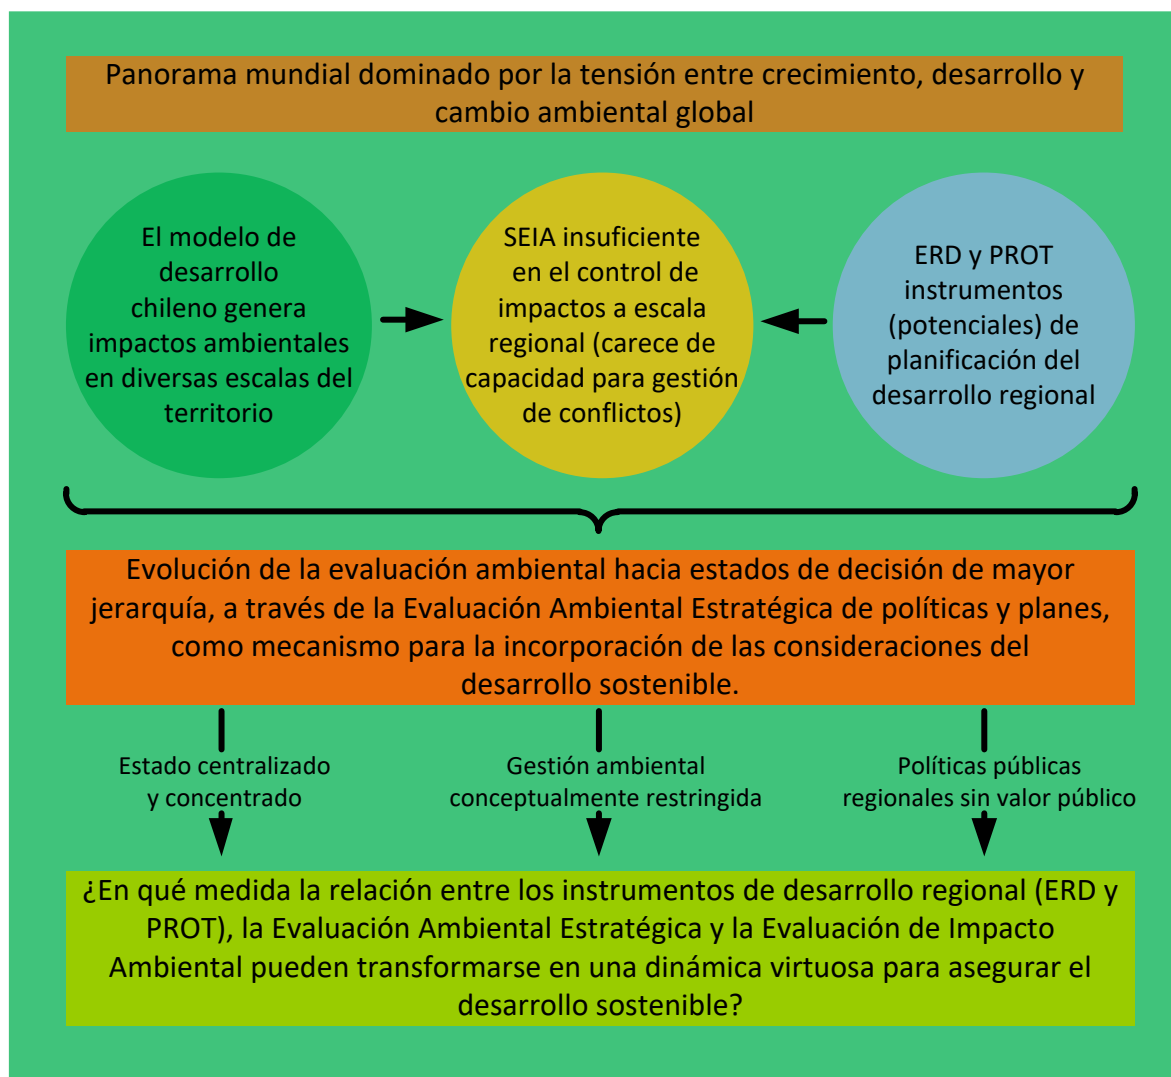 Panorama mundial dominado por la tensión entre crecimiento, desarrollo y
cambio ambiental global
El modelo de
desarrollo
chileno genera
impactos ambientales
en diversas escalas del
territorio
SEIA insuficiente
en el control de
impactos a escala
regional (carece de
capacidad para gestión
de conflictos)
ERD y PROT
instrumentos
(potenciales) de
planificación del
desarrollo regional
Evolución de la evaluación ambiental hacia estados de decisión de mayor
jerarquía, a través de la Evaluación Ambiental Estratégica de políticas y planes,
como mecanismo para la incorporación de las consideraciones del
desarrollo sostenible.
Estado centralizado
y concentrado
Gestión ambiental
conceptualmente restringida
Políticas públicas
regionales sin valor público
¿En qué medida la relación entre los instrumentos de desarrollo regional (ERD y
PROT), la Evaluación Ambiental Estratégica y la Evaluación de Impacto
Ambiental pueden transformarse en una dinámica virtuosa para asegurar el
desarrollo sostenible?